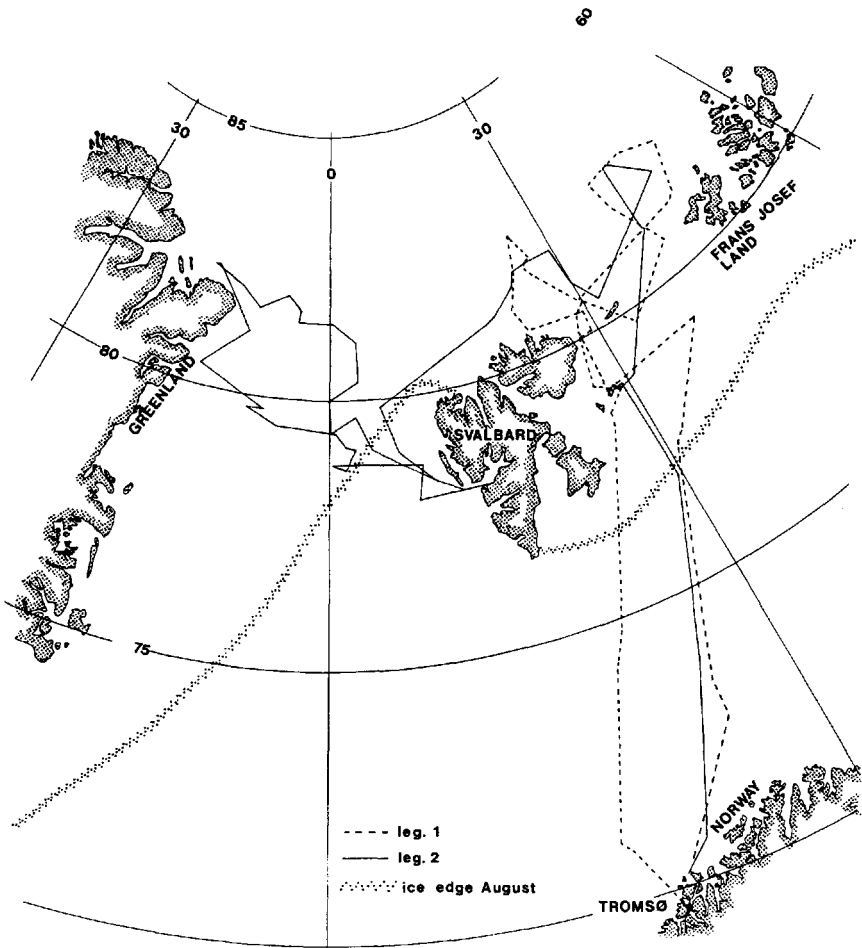 60
30
85
30
0
FRANS JOSEF
LAND
80
GREENLAND
SVALBARD
75
NORWAY
leg. 1
leg. 2
ice edge August
TROMSØ